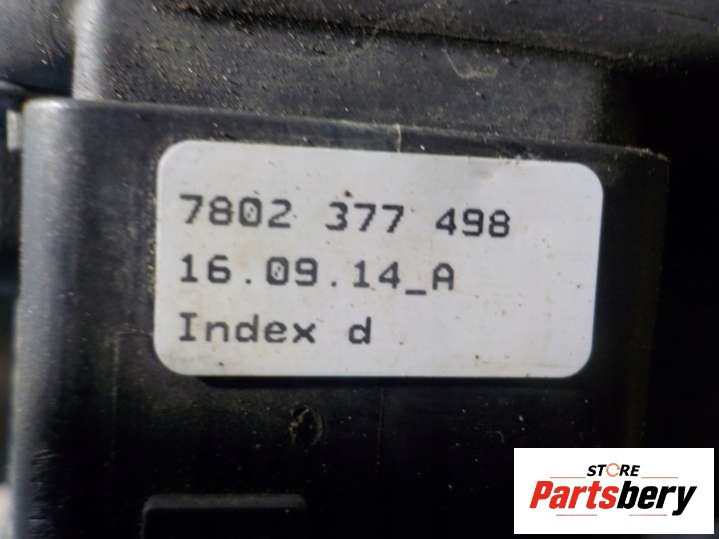 7802 377 498
16.09.14_A
Index d
STORE
Partsbery